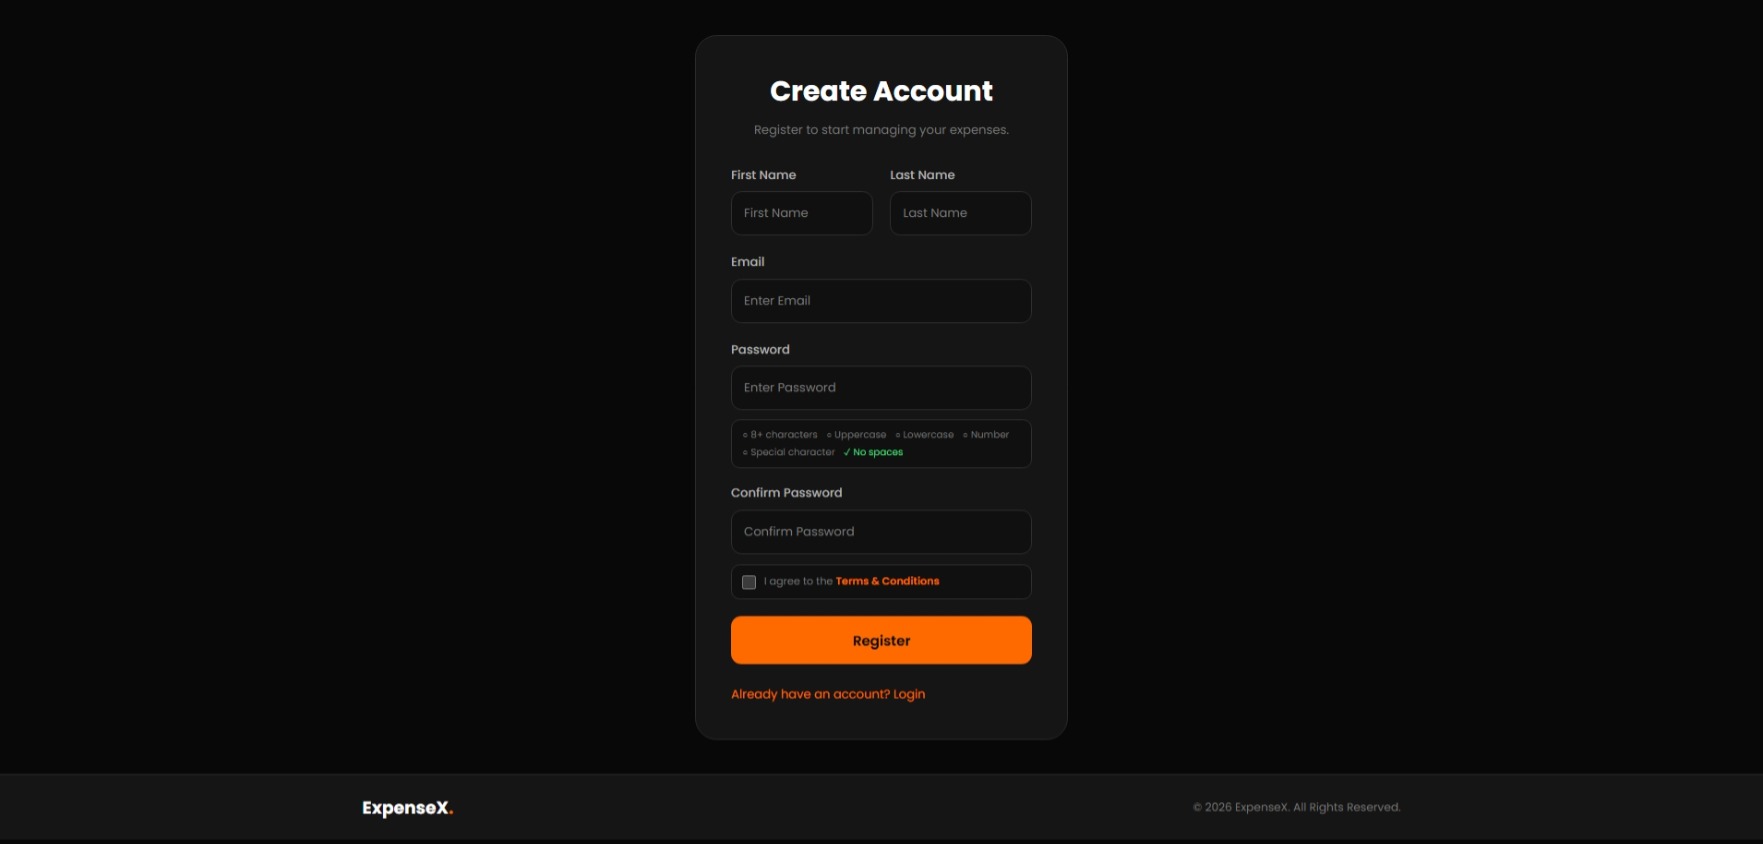 Create Account
Register to start managing your expenses.
First Name Last Name
First Name Last Name
Email
Enter Email
Password
Enter Password
8+ characters Uppercase Lowercase Number
Special character ✓ No spaces
Confirm Password
Confirm Password
I agree to the Terms & Conditions
Register
Already have an account? Login
ExpenseX. © 2026 ExpenseX. All Rights Reserved.